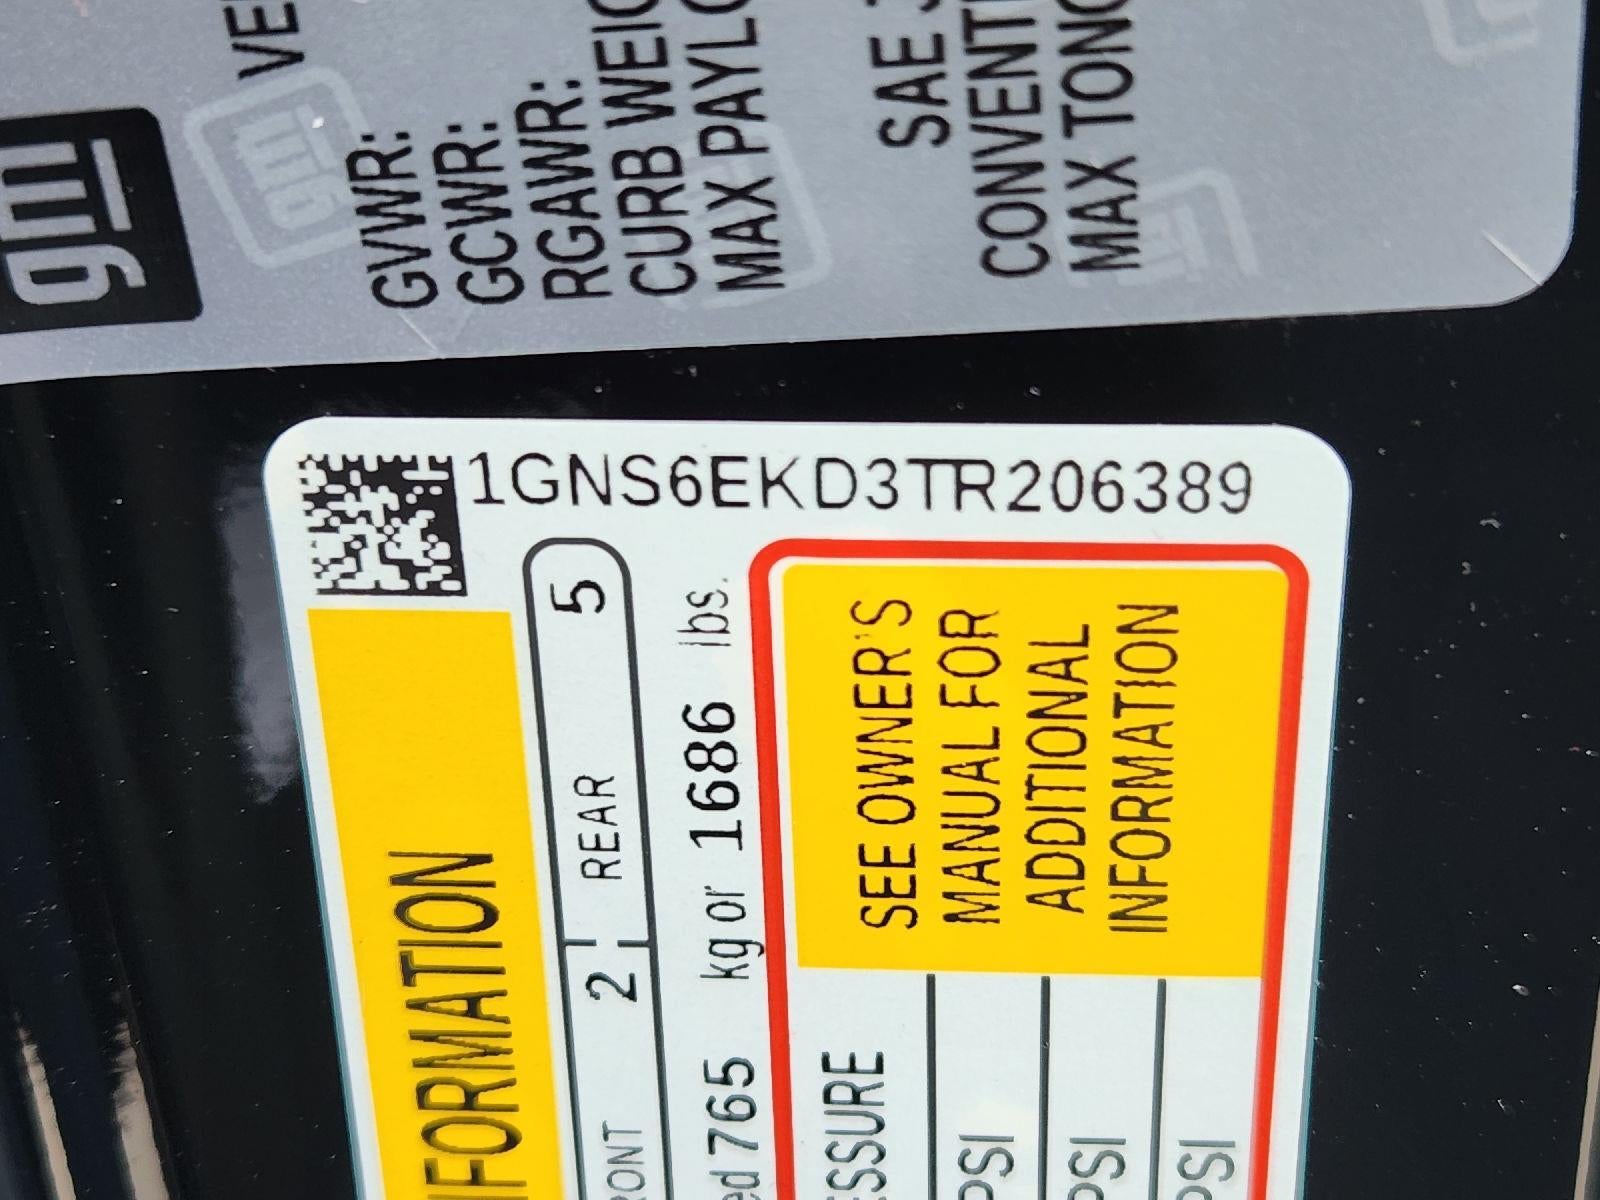 gm
VE
GVWR:
GCWR:
RGAWR:
CURB WEIG
MAX PAYLO
SAE J
CONVENTI
MAX TONG
1GNS6EKD3TR206389
FORMATION
RONT 2 REAR 5
ed 765 kg or 1686 lbs.
ESSURE
PSI
PSI
PSI
SEE OWNER'S
MANUAL FOR
ADDITIONAL
INFORMATION